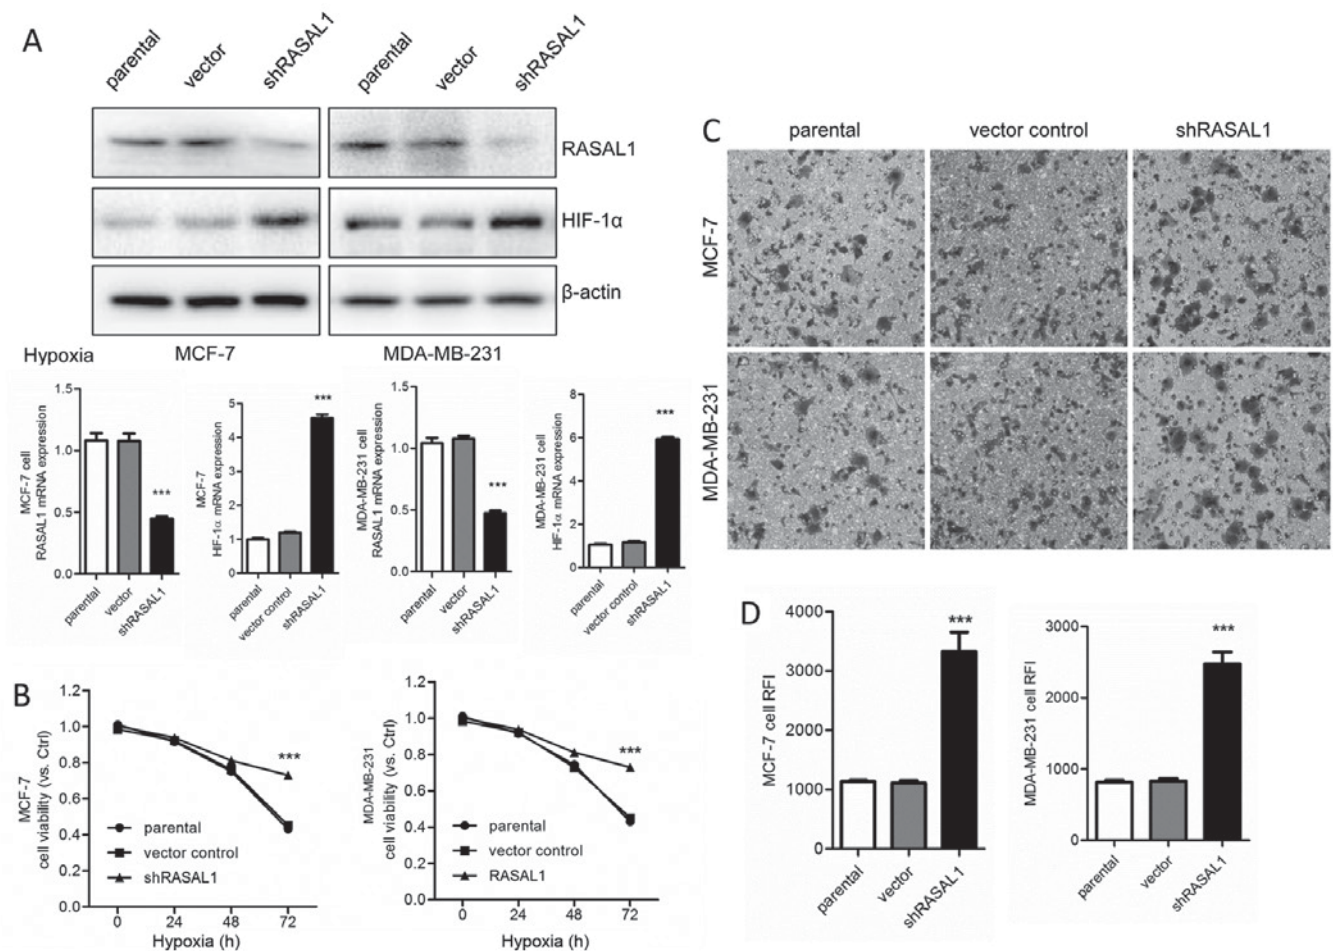 A
parental
vector
shRASAL1
parental
vector
shRASAL1
RASAL1
HIF-1α
β-actin
Hypoxia
MCF-7
MDA-MB-231
MCF-7 cell
RASAL1 mRNA expression
1.5
1.0
0.5
0.0
***
parental
vector
shRASAL1
MCF-7
HIF-1α mRNA expression
5
4
3
2
1
0
***
parental
vector control
shRASAL1
MDA-MB-231 cell
RASAL1 mRNA expression
1.5
1.0
0.5
0.0
***
parental
vector
shRASAL1
MDA-MB-231 cell
HIF-1α mRNA expression
8
6
4
2
0
***
parental
vector control
shRASAL1
B
MCF-7
cell viability (vs. Ctrl)
1.2
1.0
0.8
0.6
0.4
0.2
0.0
***
parental
vector control
shRASAL1
0 24 48 72
Hypoxia (h)
MDA-MB-231
cell viability (vs. Ctrl)
1.2
1.0
0.8
0.6
0.4
0.2
0.0
***
parental
vector control
RASAL1
0 24 48 72
Hypoxia (h)
C
parental
vector control
shRASAL1
MCF-7
MDA-MB-231
D
MCF-7 cell RFI
4000
3000
2000
1000
0
***
parental
vector
shRASAL1
MDA-MB-231 cell RFI
3000
2000
1000
0
***
parental
vector
shRASAL1